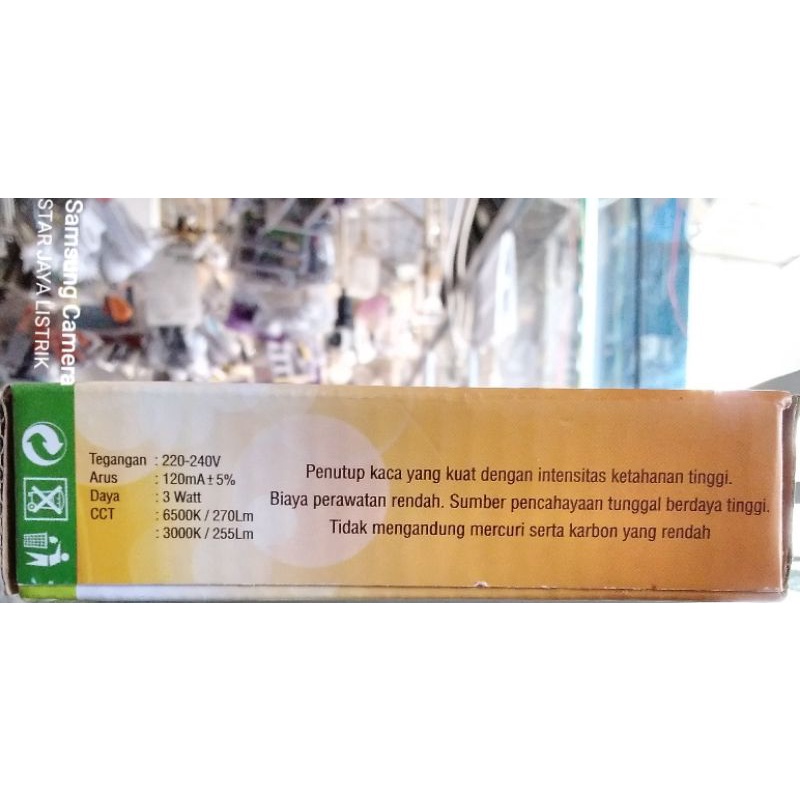 Samsung Camera
STAR JAYA LISTRIK
Tegangan : 220-240V
Arus : 120mA ± 5%
Daya : 3 Watt
CCT : 6500K / 270Lm
: 3000K / 255Lm
Penutup kaca yang kuat dengan intensitas ketahanan tinggi.
Biaya perawatan rendah. Sumber pencahayaan tunggal berdaya tinggi.
Tidak mengandung mercuri serta karbon yang rendah